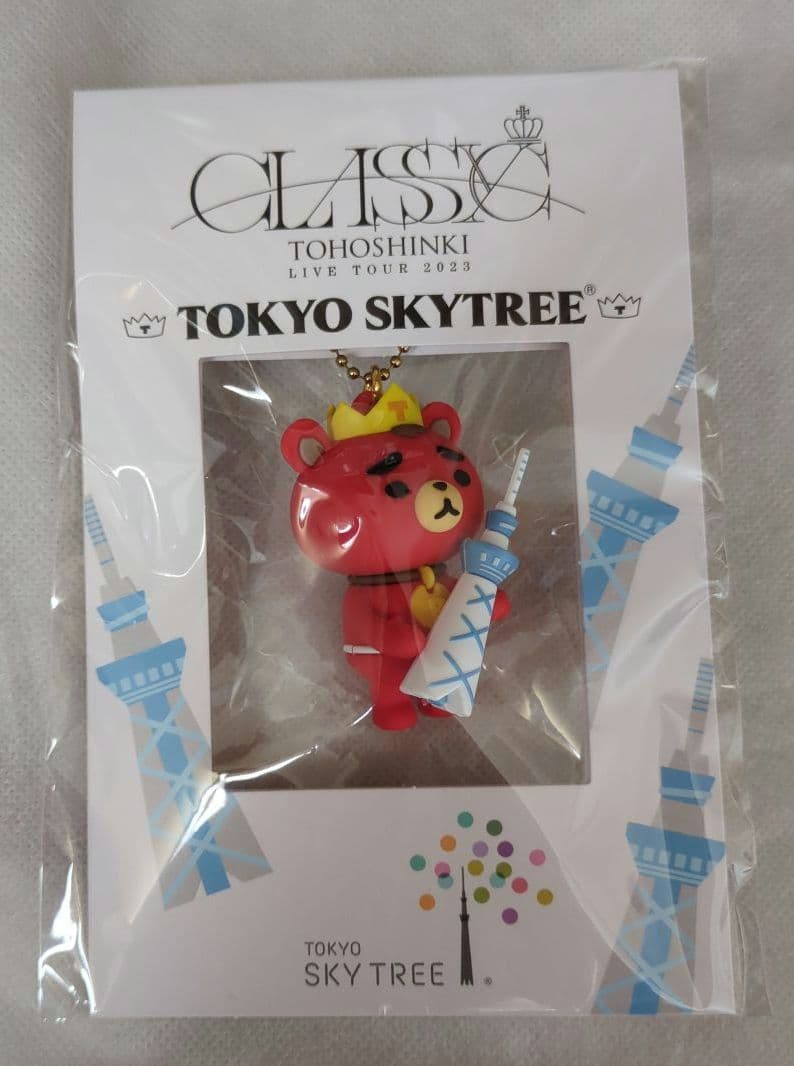 CLASSYC
TOHOSHINKI
LIVE TOUR 2023
T TOKYO SKYTREE® T
T
TOKYO
SKY TREE ®